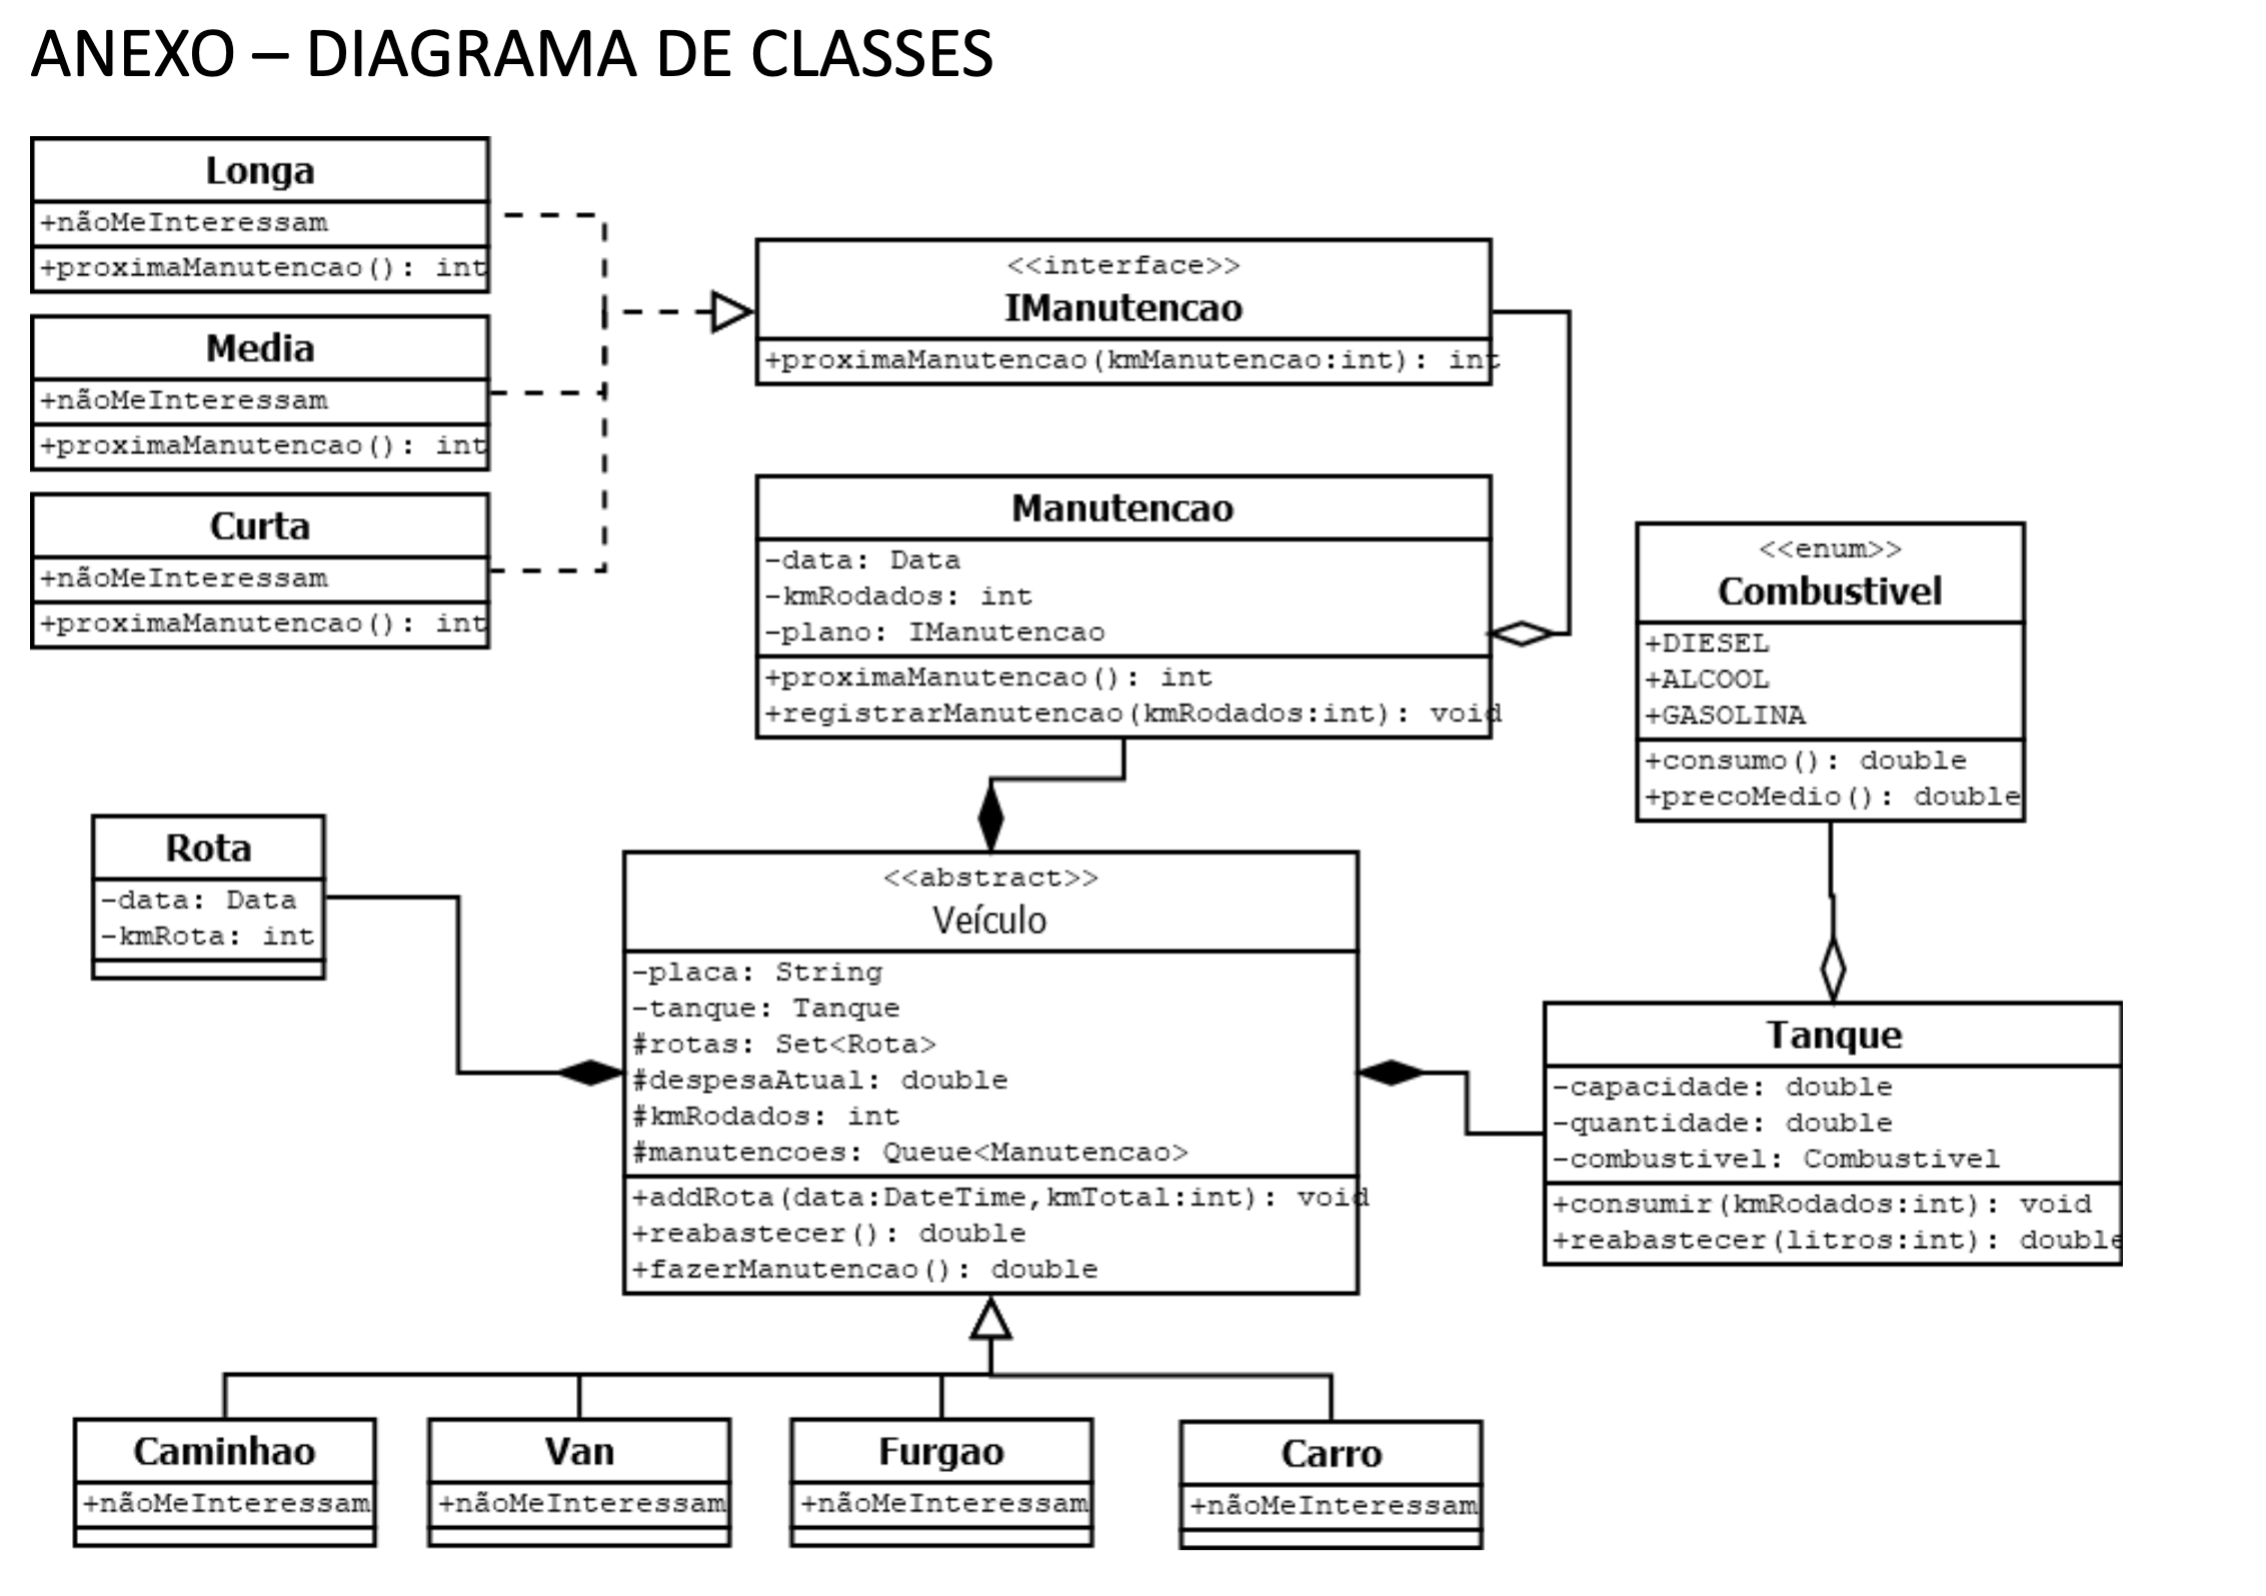 ANEXO – DIAGRAMA DE CLASSES
Longa
+nãoMeInteressam
+proximaManutencao(): int
Media
+nãoMeInteressam
+proximaManutencao(): int
Curta
+nãoMeInteressam
+proximaManutencao(): int
<<interface>>
IManutencao
+proximaManutencao(kmManutencao:int): int
Manutencao
-data: Data
-kmRodados: int
-plano: IManutencao
+proximaManutencao(): int
+registrarManutencao(kmRodados:int): void
<<enum>>
Combustivel
+DIESEL
+ALCOOL
+GASOLINA
+consumo(): double
+precoMedio(): double
Rota
-data: Data
-kmRota: int
<<abstract>>
Veículo
-placa: String
-tanque: Tanque
#rotas: Set<Rota>
#despesaAtual: double
#kmRodados: int
#manutencoes: Queue<Manutencao>
+addRota(data:DateTime,kmTotal:int): void
+reabastecer(): double
+fazerManutencao(): double
Tanque
-capacidade: double
-quantidade: double
-combustivel: Combustivel
+consumir(kmRodados:int): void
+reabastecer(litros:int): double
Caminhao
+nãoMeInteressam
Van
+nãoMeInteressam
Furgao
+nãoMeInteressam
Carro
+nãoMeInteressam